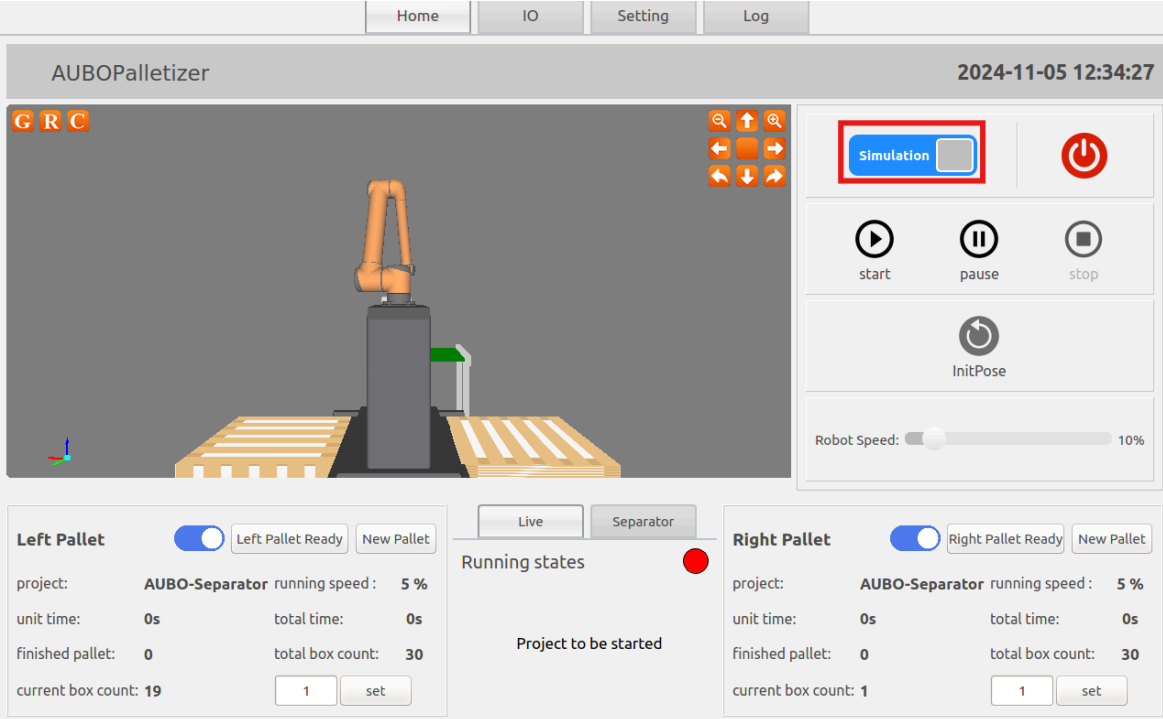 Home IO Setting Log
AUBOPalletizer 2024-11-05 12:34:27
G R C
Simulation
start pause stop
InitPose
Robot Speed: 10%
Left Pallet Left Pallet Ready New Pallet
project: AUBO-Separator running speed : 5 %
unit time: 0s total time: 0s
finished pallet: 0 total box count: 30
current box count: 19 1 set
Live Separator
Running states
Project to be started
Right Pallet Right Pallet Ready New Pallet
project: AUBO-Separator running speed : 5 %
unit time: 0s total time: 0s
finished pallet: 0 total box count: 30
current box count: 1 1 set